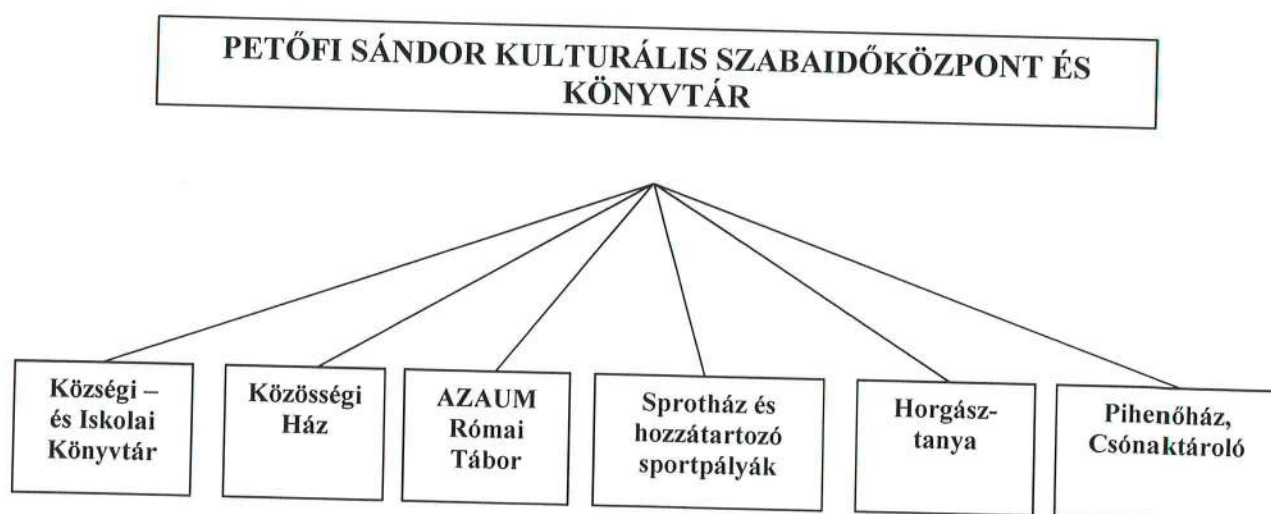 PETŐFI SÁNDOR KULTURÁLIS SZABAIDŐKÖZPONT ÉS
KÖNYVTÁR
Községi –
és Iskolai
Könyvtár
Közösségi
Ház
AZAUM
Római
Tábor
Sprotház és
hozzátartozó
sportpályák
Horgász-
tanya
Pihenőház,
Csónaktároló